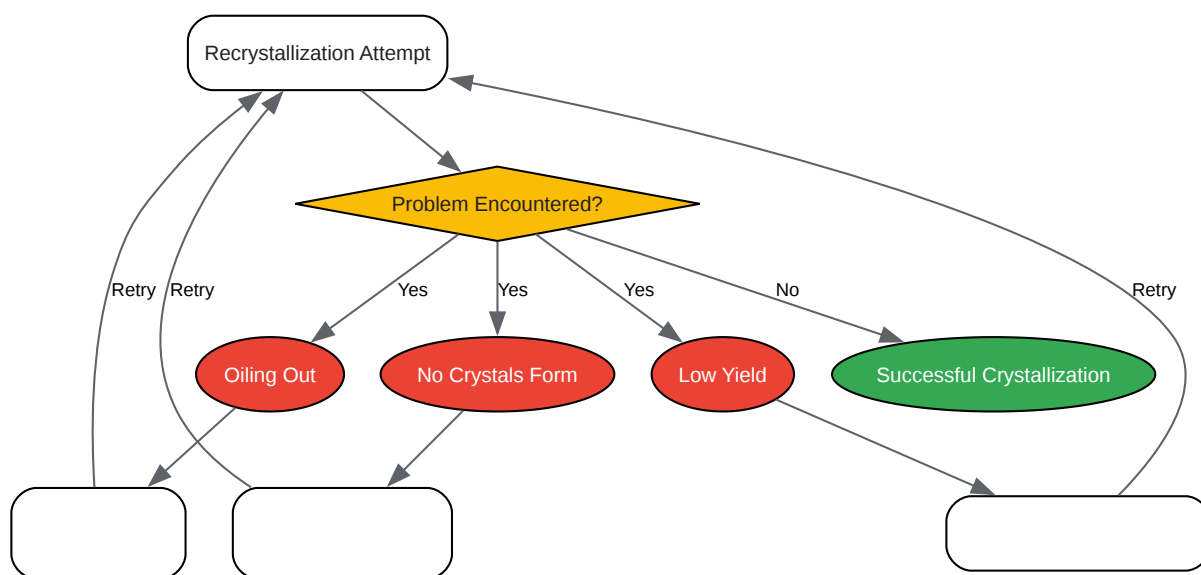 Recrystallization Attempt
Problem Encountered?
Retry
Retry
Yes
Yes
Yes
No
Retry
Oiling Out
No Crystals Form
Low Yield
Successful Crystallization